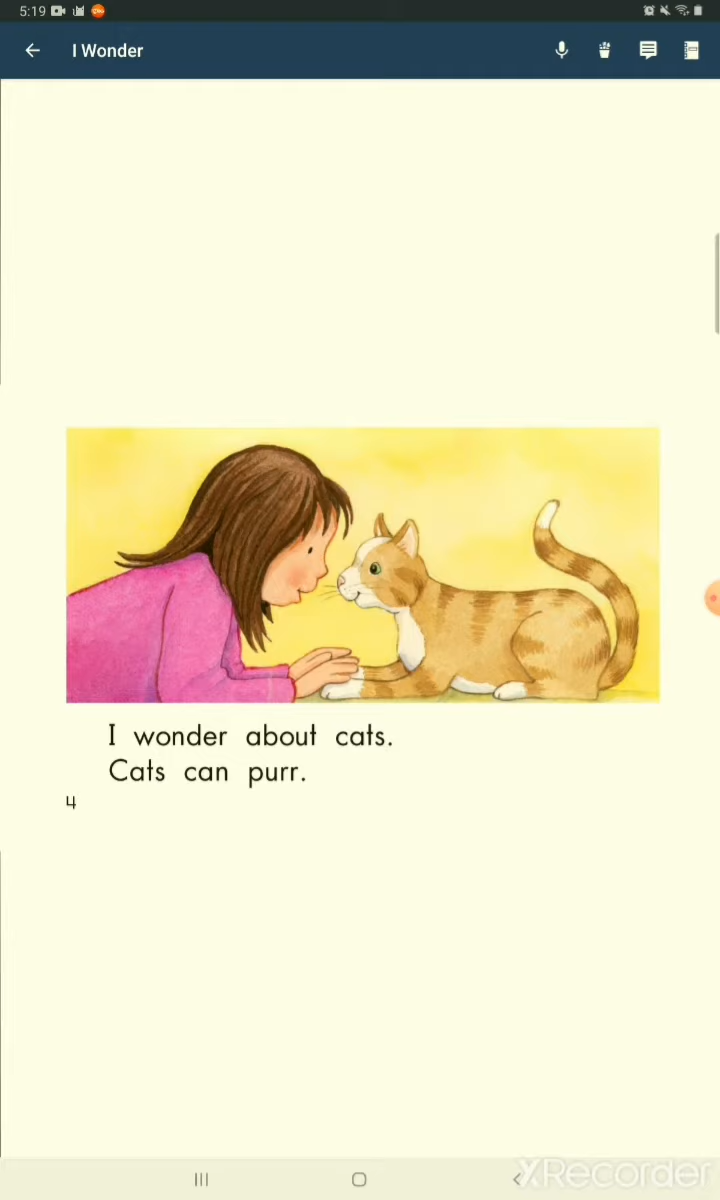 5:19
I Wonder
I wonder about cats.
Cats can purr.
4
XRecorder